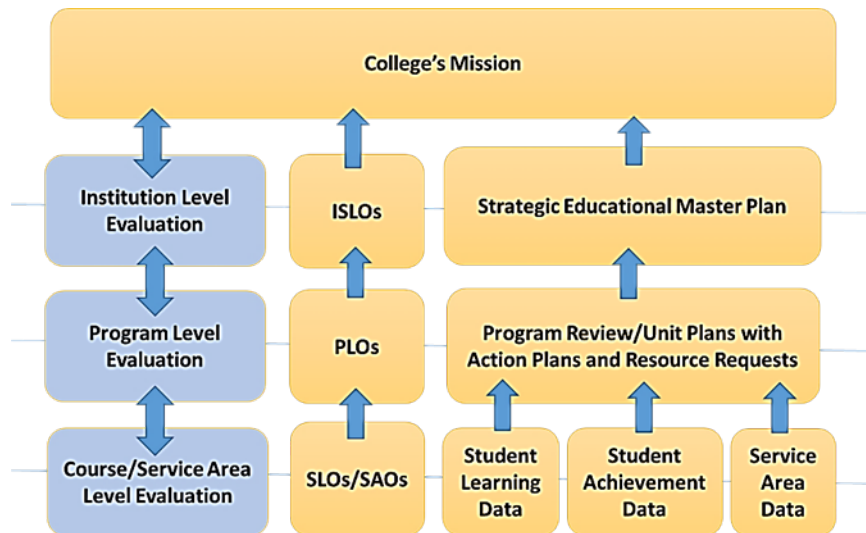 College's Mission
Institution Level
Evaluation
ISLOs
Strategic Educational Master Plan
Program Level
Evaluation
PLOs
Program Review/Unit Plans with
Action Plans and Resource Requests
Course/Service Area
Level Evaluation
SLOs/SAOs
Student
Learning
Data
Student
Achievement
Data
Service
Area
Data